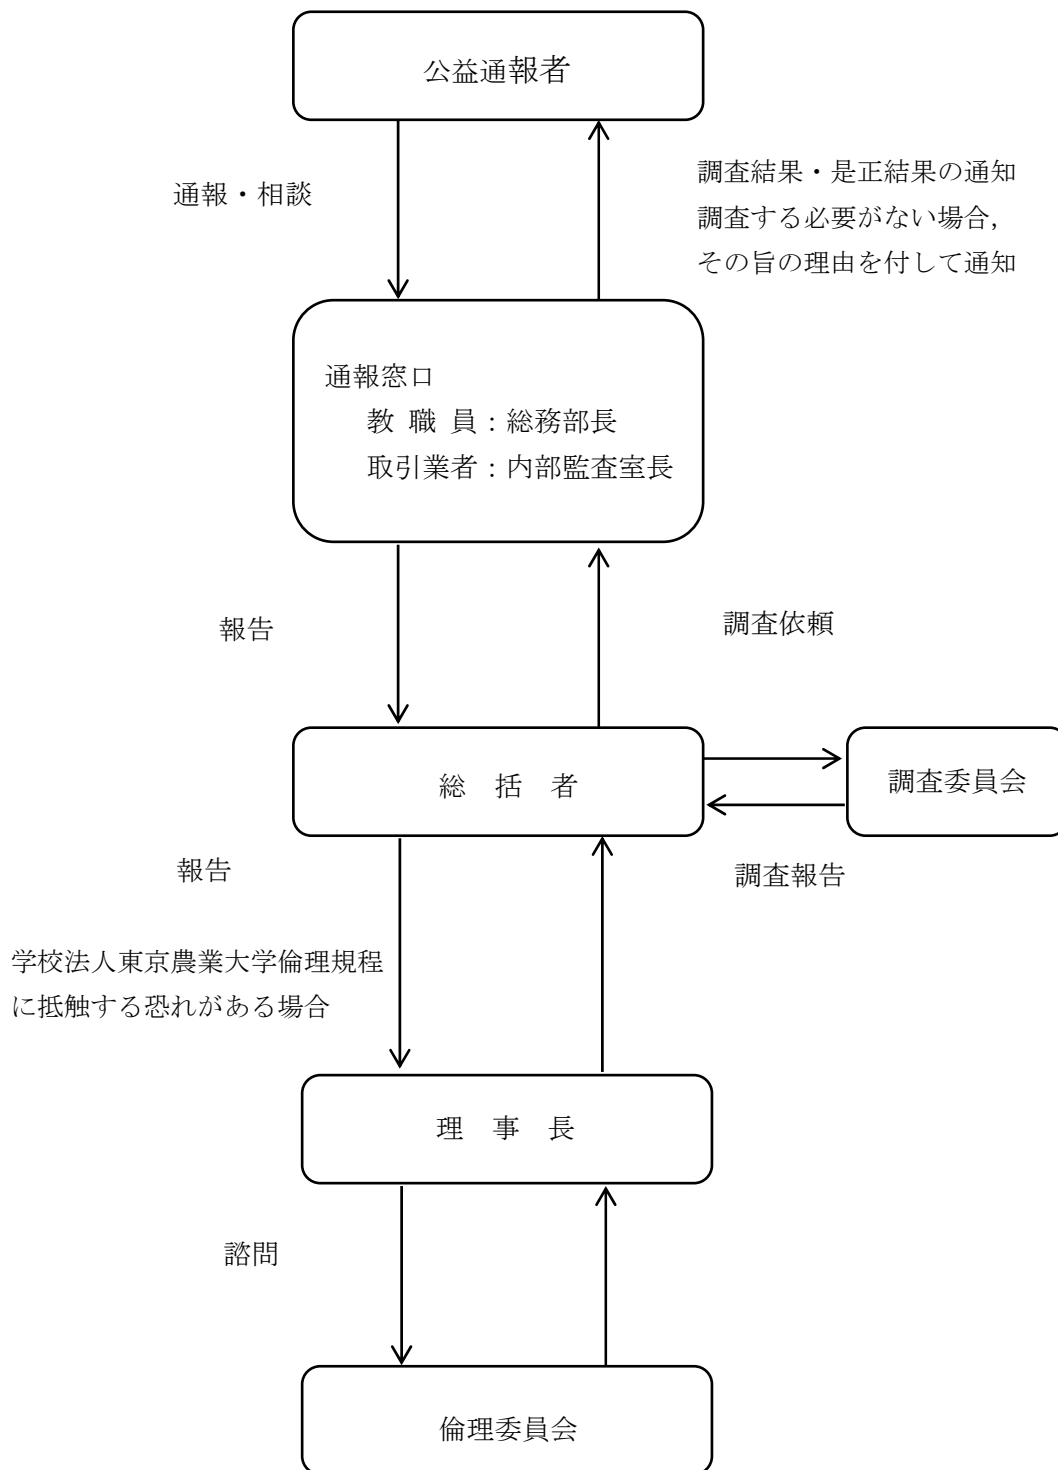 公益通報者
通報・相談
調査結果・是正結果の通知
調査する必要がない場合,
その旨の理由を付して通知
通報窓口
教 職 員：総務部長
取引業者：内部監査室長
報告
調査依頼
総 括 者
調査委員会
報告
調査報告
学校法人東京農業大学倫理規程
に抵触する恐れがある場合
理 事 長
諮問
倫理委員会